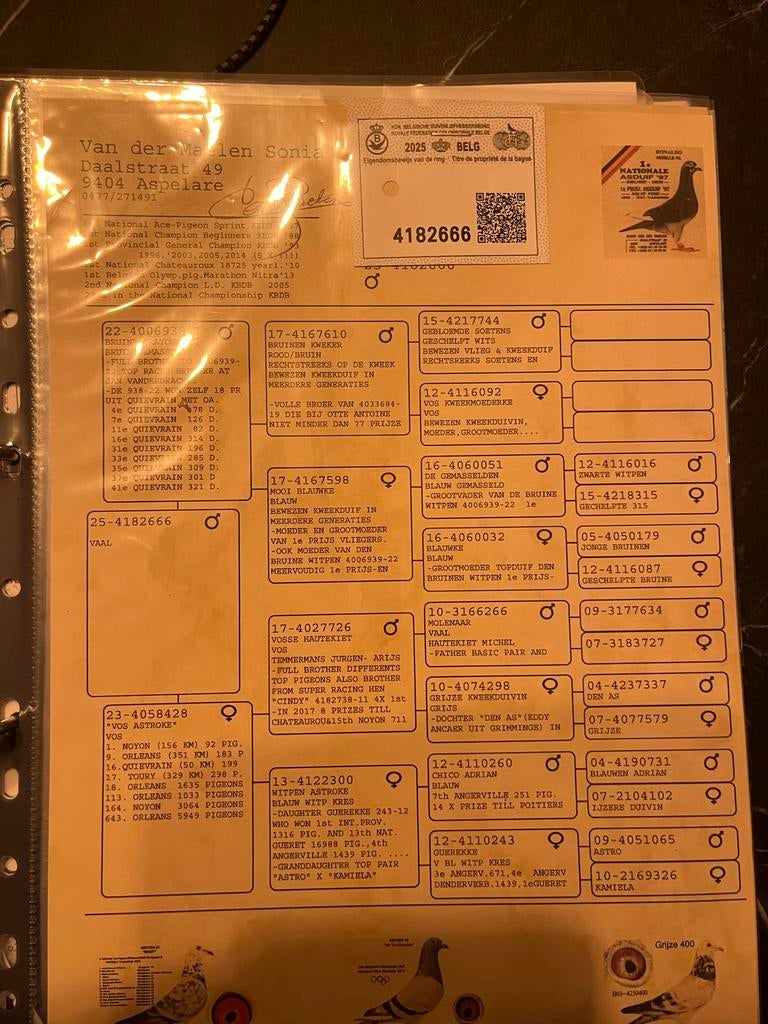 Van der Maelen Sonia
Daalstraat 49
9404 Aspelare
0477/271491
National Ace-Pigeon Sprint KBDB
National Champion Beginners KBDB '88
Provincial General Champion KBDB '93
1996,'2003,2005,2014 (5 X !!!)
1st National Chateauroux 18725 yearl.'10
1st Belgian Olymp.pig.Marathon Nitra'13
2nd National Champion L.D. KBDB 2005
in the National Championship KBDB
KON. BELGISCHE DUIVENLIEFHEBBERSBOND
2025 BELG
Eigendomsbewijs van de ring - Titre de propriété de la bague
4182666
RONALDO
4006618-96
1e
NATIONALE
ASDUIF '97
1e PROV. ASDUIF '97
♂
22-4006938 ♂
-FULL BROTHER TO
JAN VANDERBRACHT
-DE 938-22 WON ZELF 18 PR
UIT QUIEVRAIN MET OA.
4e QUIEVRAIN 478 D.
7e QUIEVRAIN 126 D.
11e QUIEVRAIN 82 D.
16e QUIEVRAIN 314 D.
31e QUIEVRAIN 196 D.
33e QUIEVRAIN 285 D.
35e QUIEVRAIN 309 D.
37e QUIEVRAIN 301 D
41e QUIEVRAIN 321 D.
25-4182666 ♂
VAAL
23-4058428 ♀
"VOS ASTROKE"
VOS
1. NOYON (156 KM) 92 PIG.
9. ORLEANS (351 KM) 183 P
16.QUIEVRAIN (50 KM) 199
17. TOURY (329 KM) 298 P.
18. ORLEANS 1635 PIGEONS
113. ORLEANS 1033 PIGEONS
164. NOYON 3064 PIGEONS
643. ORLEANS 5949 PIGEONS
17-4167610 ♂
BRUINEN KWEKER
ROOD/BRUIN
RECHTSTREEKS OP DE KWEEK
BEWEZEN KWEEKDUIF IN
MEERDERE GENERATIES
-VOLLE BROER VAN 4033684-
19 DIE BIJ OTTE ANTOINE
NIET MINDER DAN 77 PRIJZE
17-4167598 ♀
MOOI BLAUWKE
BLAUW
BEWEZEN KWEEKDUIF IN
MEERDERE GENERATIES
-MOEDER EN GROOTMOEDER
VAN 1e PRIJS VLIEGERS.
-OOK MOEDER VAN DEN
BRUINE WITPEN 4006939-22
MEERVOUDIG 1e PRIJS-EN
17-4027726 ♂
VOSSE HAUTEKIET
VOS
TEMMERMANS JURGEN- ARIJS
-FULL BROTHER DIFFERENTS
TOP PIGEONS ALSO BROTHER
FROM SUPER RACING HEN
"CINDY" 4182738-11 4X 1st
-IN 2017 8 PRIZES TILL
CHATEAUROU&15th NOYON 711
13-4122300 ♀
WITPEN ASTROKE
BLAUW WITP KRES
-DAUGHTER GUEREKKE 243-12
WHO WON 1st INT.PROV.
1316 PIG. AND 13th NAT.
GUERET 16988 PIG.,4th
ANGERVILLE 1439 PIG. ....
-GRANDDAUGHTER TOP PAIR
"ASTRO" X "KAMIELA"
15-4217744 ♂
GEBLOEMDE SOETENS
GESCHELPT WITS
BEWEZEN VLIEG & KWEEKDUIF
RECHTSREEKS SOETENS EN
12-4116092 ♀
VOS KWEEKMOEDERKE
VOS
BEWEZEN KWEEKDUIVIN,
MOEDER,GROOTMOEDER....
16-4060051 ♂
DE GEMASSELDEN
BLAUW GEMASSELD
-GROOTVADER VAN DE BRUINE
WITPEN 4006939-22 1e
16-4060032 ♀
BLAUWKE
BLAUW
-GROOTMOEDER TOPDUIF DEN
BRUINEN WITPEN 1e PRIJS-
10-3166266 ♂
MOLENAAR
VAAL
HAUTEKIET MICHEL
-FATHER BASIC PAIR AND
10-4074298 ♀
GRIJZE KWEEKDUIVIN
GRIJS
-DOCHTER "DEN AS"(EDDY
ANCAER UIT GRIMMINGE) IN
12-4110260 ♂
CHICO ADRIAN
BLAUW
7th ANGERVILLE 251 PIG.
14 X PRIZE TILL POITIERS
12-4110243 ♀
GUEREKKE
V BL WITP KRES
3e ANGERV.671,4e ANGERV
DENDERVERB.1439,1eGUERET
12-4116016 ♂
ZWARTE WITPEN
15-4218315 ♀
GECHELPTE 315
05-4050179 ♂
JONGE BRUINEN
12-4116087 ♀
GESCHELPTE BRUINE
09-3177634 ♂
07-3183727 ♀
04-4237337 ♂
DEN AS
07-4077579 ♀
GRIJZE
04-4190731 ♂
BLAUWEN ADRIAN
07-2104102 ♀
IJZERE DUIVIN
09-4051065 ♂
ASTRO
10-2169326 ♀
KAMIELA
Grijze 400
B03-4250400